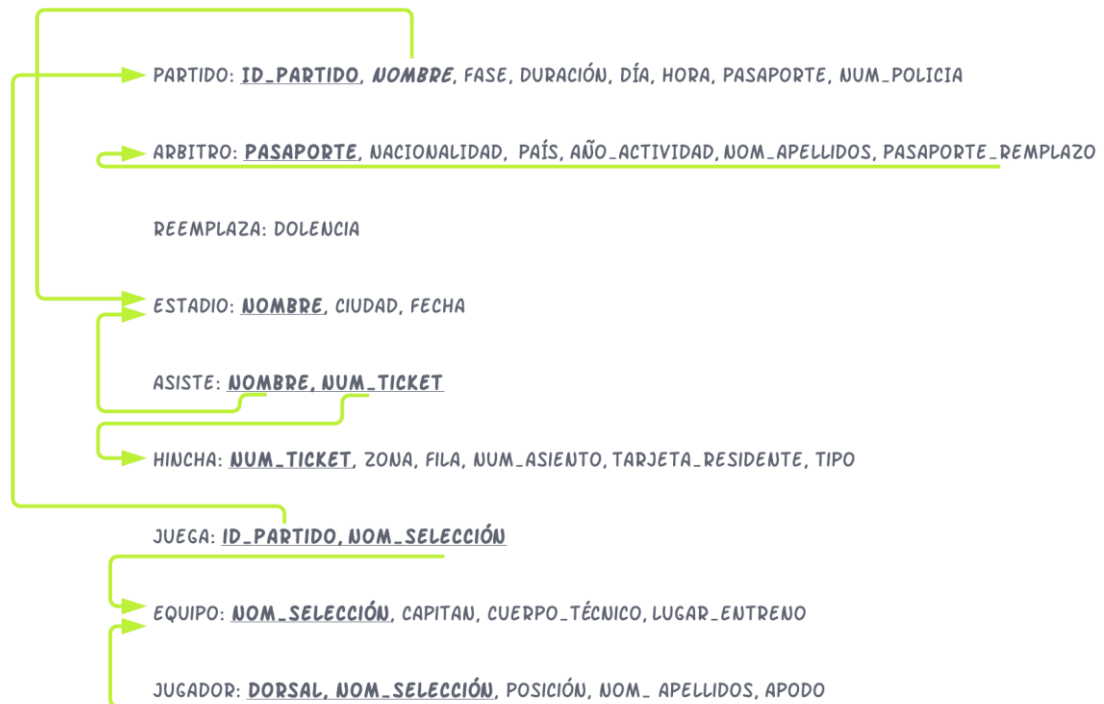 PARTIDO: ID_PARTIDO, NOMBRE, FASE, DURACIÓN, DÍA, HORA, PASAPORTE, NUM_POLICIA
ARBITRO: PASAPORTE, NACIONALIDAD, PAÍS, AÑO_ACTIVIDAD, NOM_APELLIDOS, PASAPORTE_REMPLAZO
REEMPLAZA: DOLENCIA
ESTADIO: NOMBRE, CIUDAD, FECHA
ASISTE: NOMBRE, NUM_TICKET
HINCHA: NUM_TICKET, ZONA, FILA, NUM_ASIENTO, TARJETA_RESIDENTE, TIPO
JUEGA: ID_PARTIDO, NOM_SELECCIÓN
EQUIPO: NOM_SELECCIÓN, CAPITAN, CUERPO_TÉCNICO, LUGAR_ENTRENO
JUGADOR: DORSAL, NOM_SELECCIÓN, POSICIÓN, NOM_ APELLIDOS, APODO